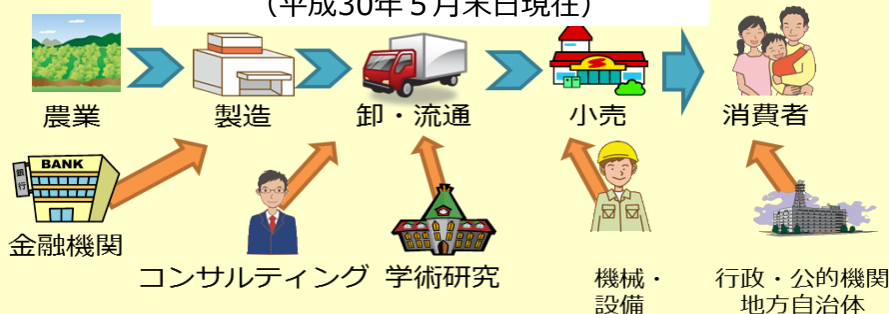 （平成30年５月末日現在）
農業
製造
卸・流通
小売
消費者
BANK
銀行
金融機関
コンサルティング
学術研究
機械・
設備
行政・公的機関
地方自治体